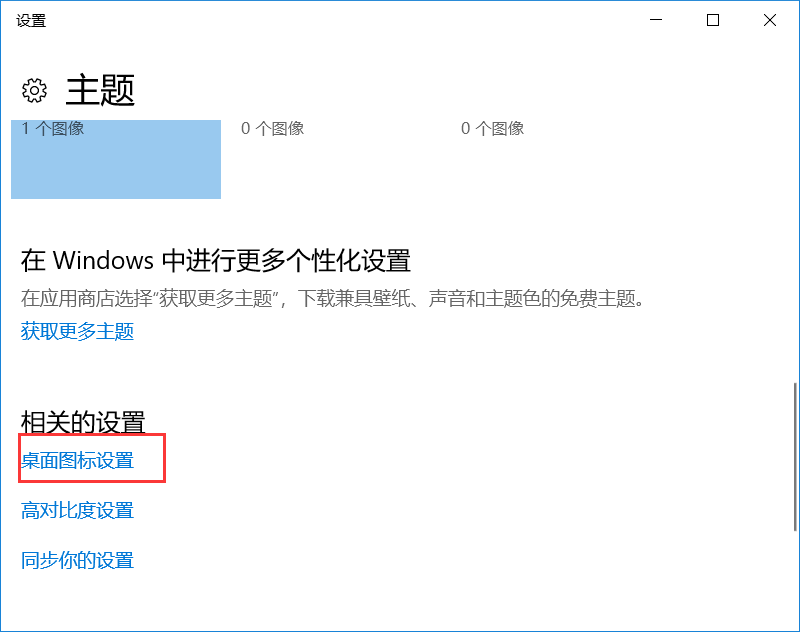 设置
主题
1 个图像
0 个图像
0 个图像
在 Windows 中进行更多个性化设置
在应用商店选择“获取更多主题”，下载兼具壁纸、声音和主题色的免费主题。
获取更多主题
相关的设置
桌面图标设置
高对比度设置
同步你的设置